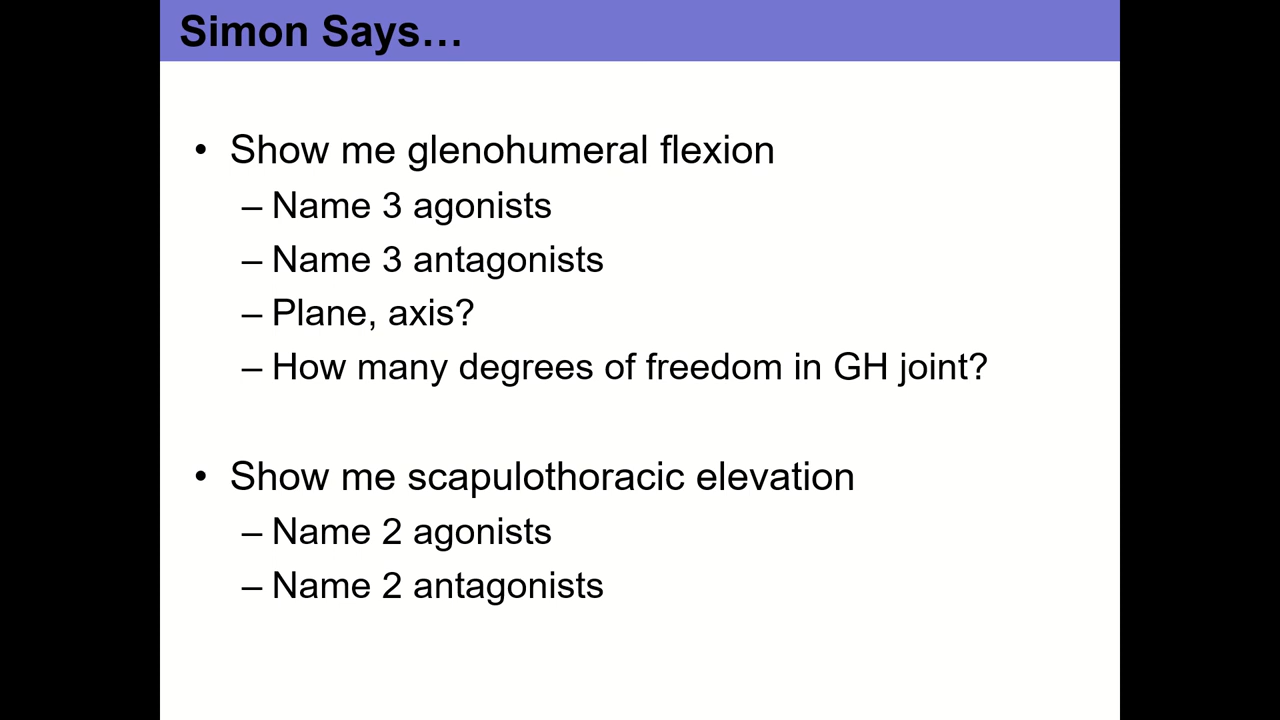 Simon Says…
• Show me glenohumeral flexion
– Name 3 agonists
– Name 3 antagonists
– Plane, axis?
– How many degrees of freedom in GH joint?
• Show me scapulothoracic elevation
– Name 2 agonists
– Name 2 antagonists